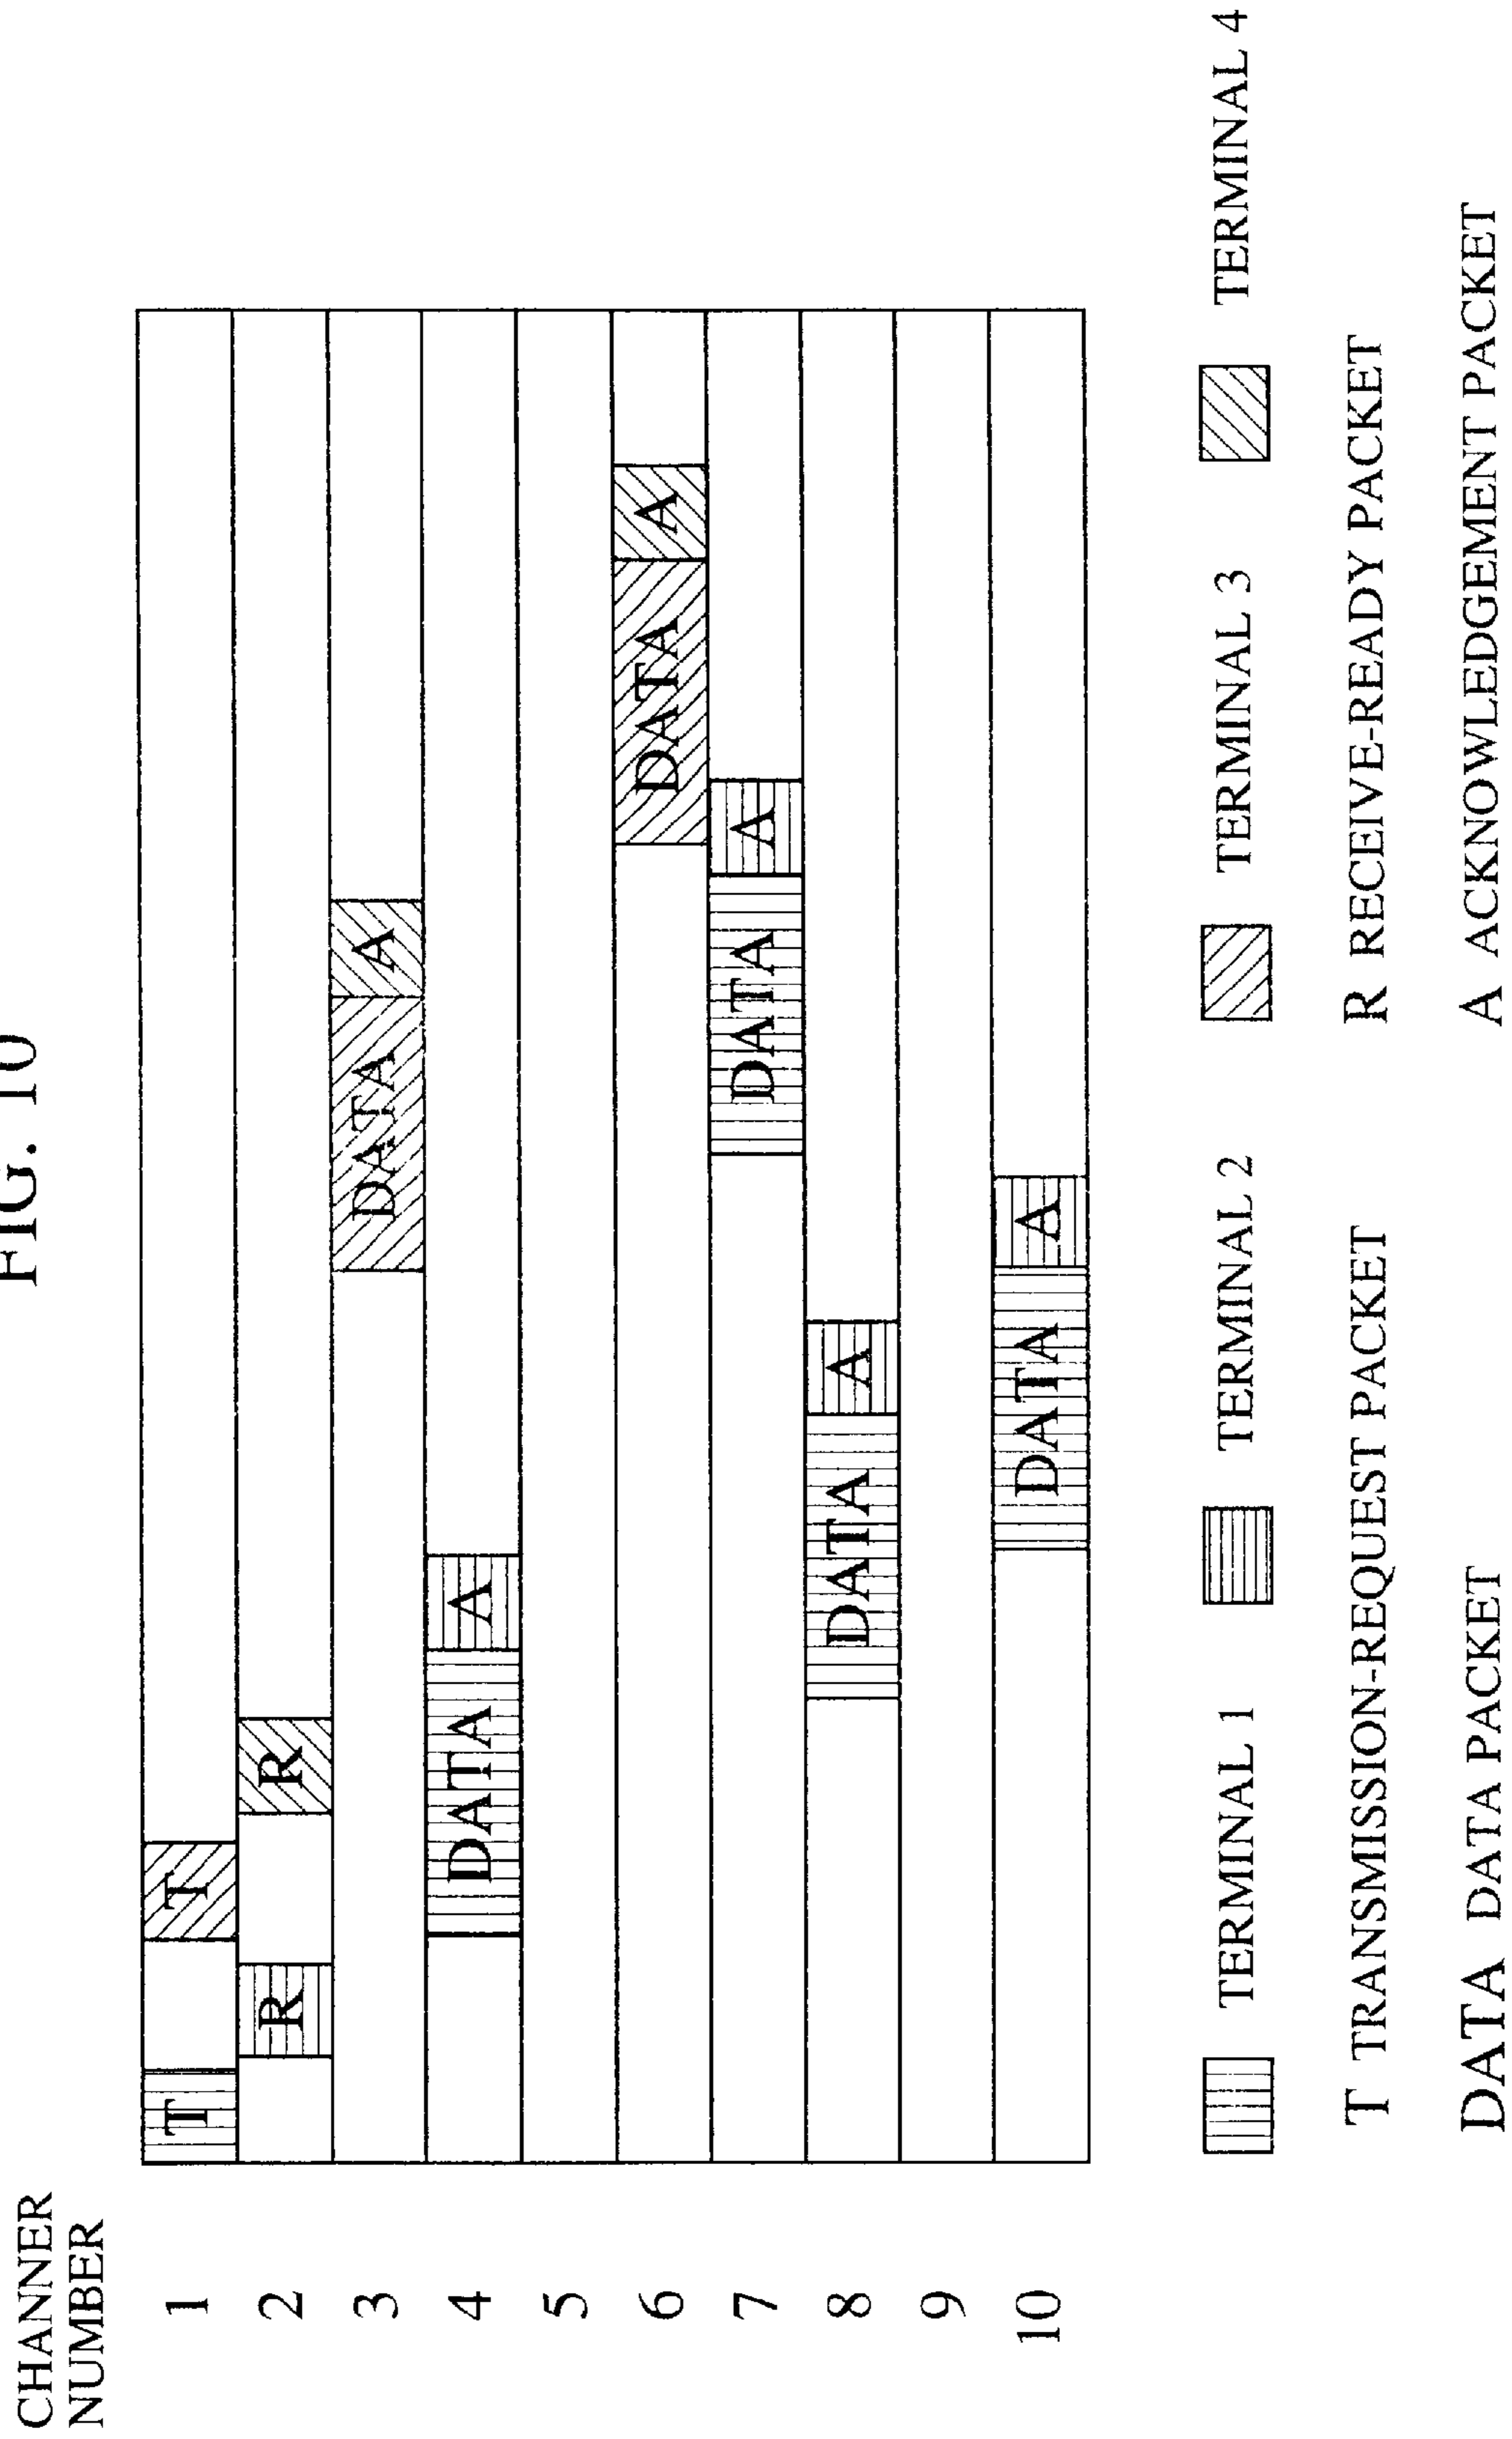 FIG. 10
CHANNER
NUMBER
1 T T
2 R R
3 DATA A
4 DATA A
5
6 DATA A
7 DATA A
8 DATA A
9
10 DATA A
TERMINAL 1 TERMINAL 2 TERMINAL 3 TERMINAL 4
T TRANSMISSION-REQUEST PACKET R RECEIVE-READY PACKET
DATA DATA PACKET A ACKNOWLEDGEMENT PACKET